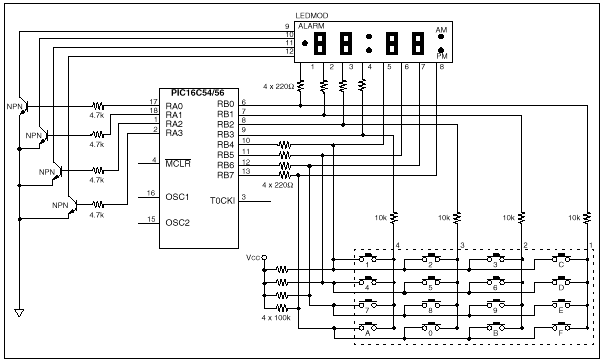 LEDMOD
ALARM
AM
PM
9
10
11
12
1 2 3 4 5 6 7 8
4 x 220Ω
PIC16C54/56
NPN
4.7k
17 RA0
18 RA1
1 RA2
2 RA3
NPN
4.7k
NPN
4.7k
NPN
4.7k
4 MCLR
16 OSC1
15 OSC2
RB0 6
RB1 7
RB2 8
RB3 9
RB4 10
RB5 11
RB6 12
RB7 13
4 x 220Ω
T0CKI 3
10k 10k 10k 10k
4 3 2 1
VCC
4 x 100k
1 2 3 C
4 5 6 D
7 8 9 E
A 0 B F